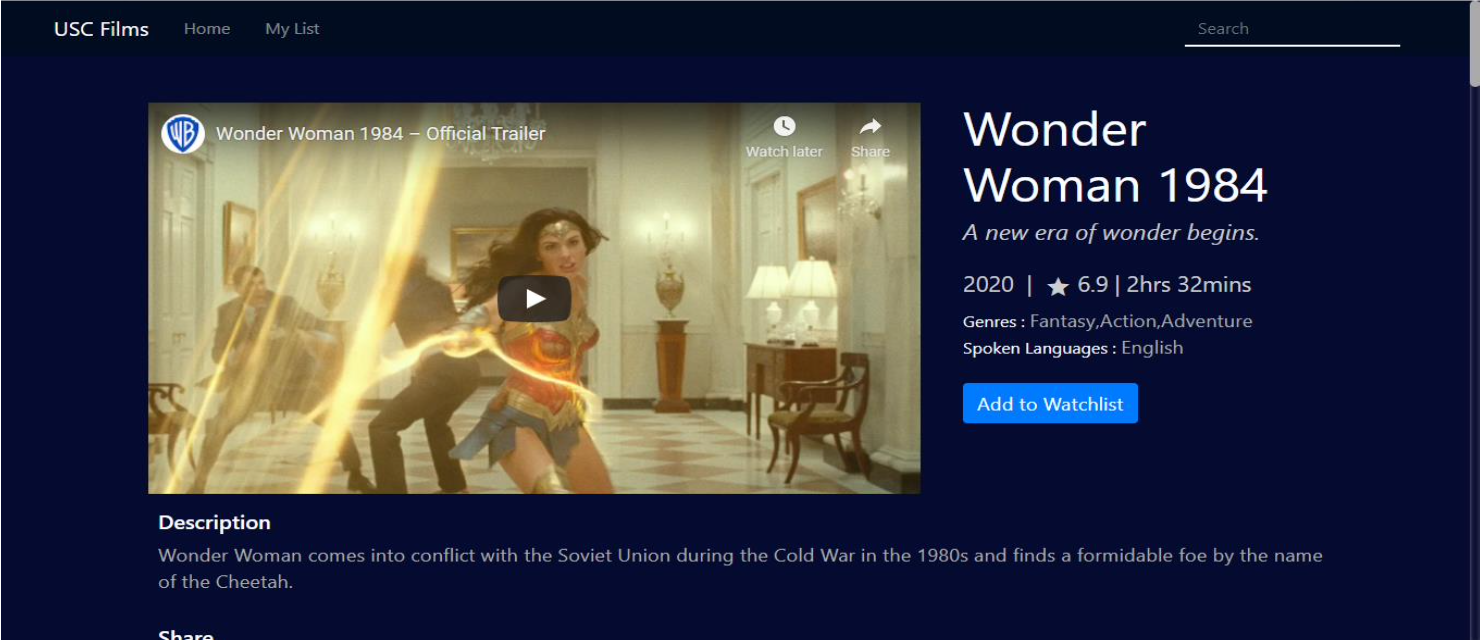 USC Films Home My List Search
WB
Wonder Woman 1984 – Official Trailer
Watch later Share
Wonder
Woman 1984
A new era of wonder begins.
2020 | 6.9 | 2hrs 32mins
Genres : Fantasy,Action,Adventure
Spoken Languages : English
Add to Watchlist
Description
Wonder Woman comes into conflict with the Soviet Union during the Cold War in the 1980s and finds a formidable foe by the name
of the Cheetah.
Share